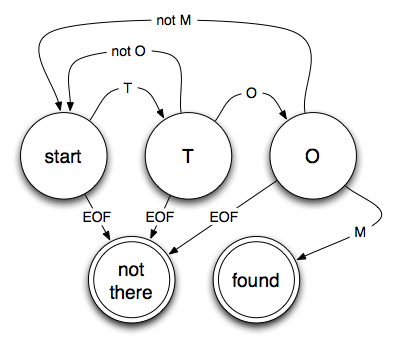 not M
not O
T
O
start
T
O
EOF
EOF
EOF
M
not
there
found